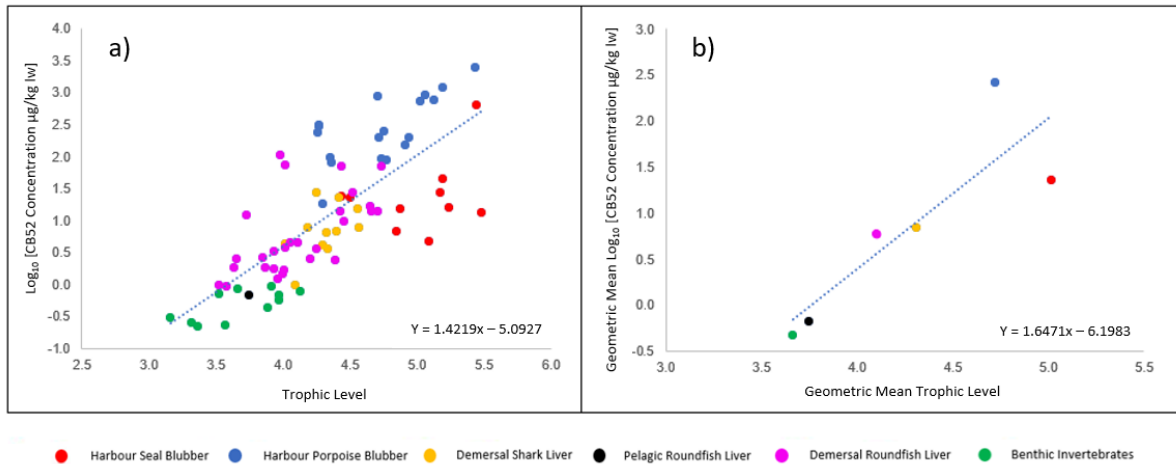 a)
Log10 [CB52 Concentration µg/kg lw]
4.0
3.5
3.0
2.5
2.0
1.5
1.0
0.5
0.0
-0.5
-1.0
2.5 3.0 3.5 4.0 4.5 5.0 5.5 6.0
Y = 1.4219x – 5.0927
Trophic Level
b)
Geometric Mean Log10 [CB52 Concentration µg/kg lw]
3.0
2.5
2.0
1.5
1.0
0.5
0.0
-0.5
3.0 3.5 4.0 4.5 5.0 5.5
Y = 1.6471x – 6.1983
Geometric Mean Trophic Level
Harbour Seal Blubber Harbour Porpoise Blubber Demersal Shark Liver Pelagic Roundfish Liver Demersal Roundfish Liver Benthic Invertebrates